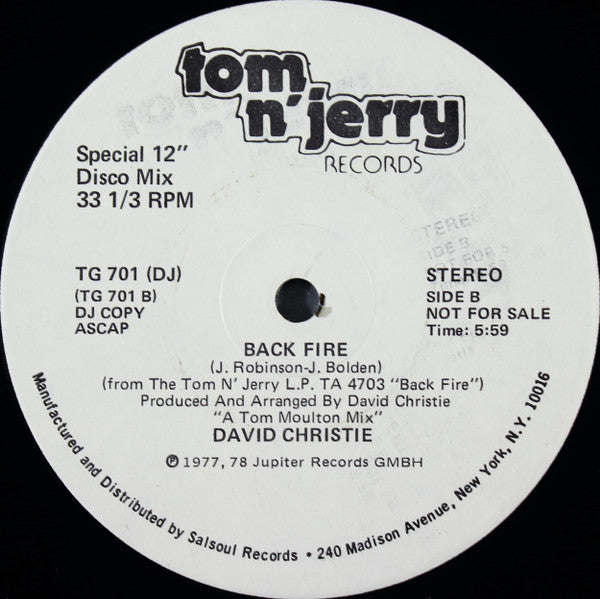 tom
n' jerry
RECORDS
Special 12"
Disco Mix
33 1/3 RPM
TG 701 (DJ)
(TG 701 B)
DJ COPY
ASCAP
STEREO
SIDE B
NOT FOR SALE
Time: 5:59
BACK FIRE
(J. Robinson-J. Bolden)
(from The Tom N' Jerry L.P. TA 4703 "Back Fire")
Produced And Arranged By David Christie
"A Tom Moulton Mix"
DAVID CHRISTIE
℗ 1977, 78 Jupiter Records GMBH
Manufactured and Distributed by Salsoul Records • 240 Madison Avenue, New York, N.Y. 10016